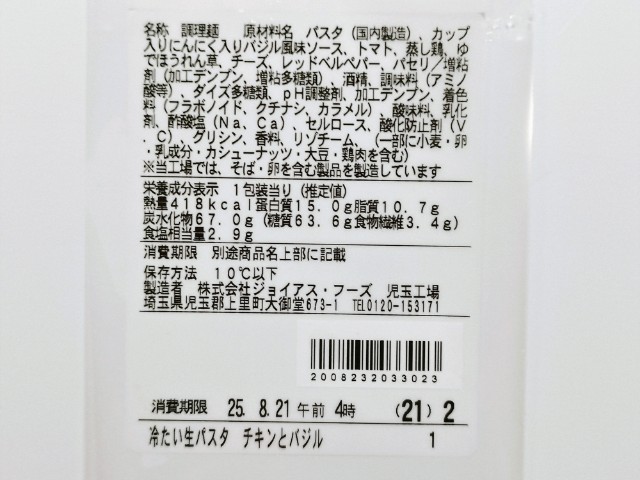 名称 調理麺 原材料名 パスタ(国内製造)、カップ
入りにんにく入りバジル風味ソース、トマト、蒸し鶏、ゆ
でほうれん草、チーズ、レッドベルペパー、パセリ/増粘
剤(加工デンプン、増粘多糖類)、酒精、調味料(アミノ
酸等)、ダイズ多糖類、pH調整剤、加工デンプン、着色
料(フラボノイド、クチナシ、カラメル)、酸味料、乳化
剤、酢酸塩(Na、Ca)、セルロース、酸化防止剤(V.
C)、グリシン、香料、リゾチーム、(一部に小麦・卵
・乳成分・カシューナッツ・大豆・鶏肉を含む)
※当工場では、そば・卵を含む製品を製造しています
栄養成分表示 1包装当り(推定値)
熱量418kcal蛋白質15.0g脂質10.7g
炭水化物67.0g(糖質63.6g食物繊維3.4g)
食塩相当量2.9g
消費期限 別途商品名上部に記載
保存方法 10℃以下
製造者 株式会社ジョイアス・フーズ 児玉工場
埼玉県児玉郡上里町大御堂673-1 TEL0120-153171
2008232033023
消費期限 25. 8.21午前 4時 (21)2
冷たい生パスタ チキンとバジル 1